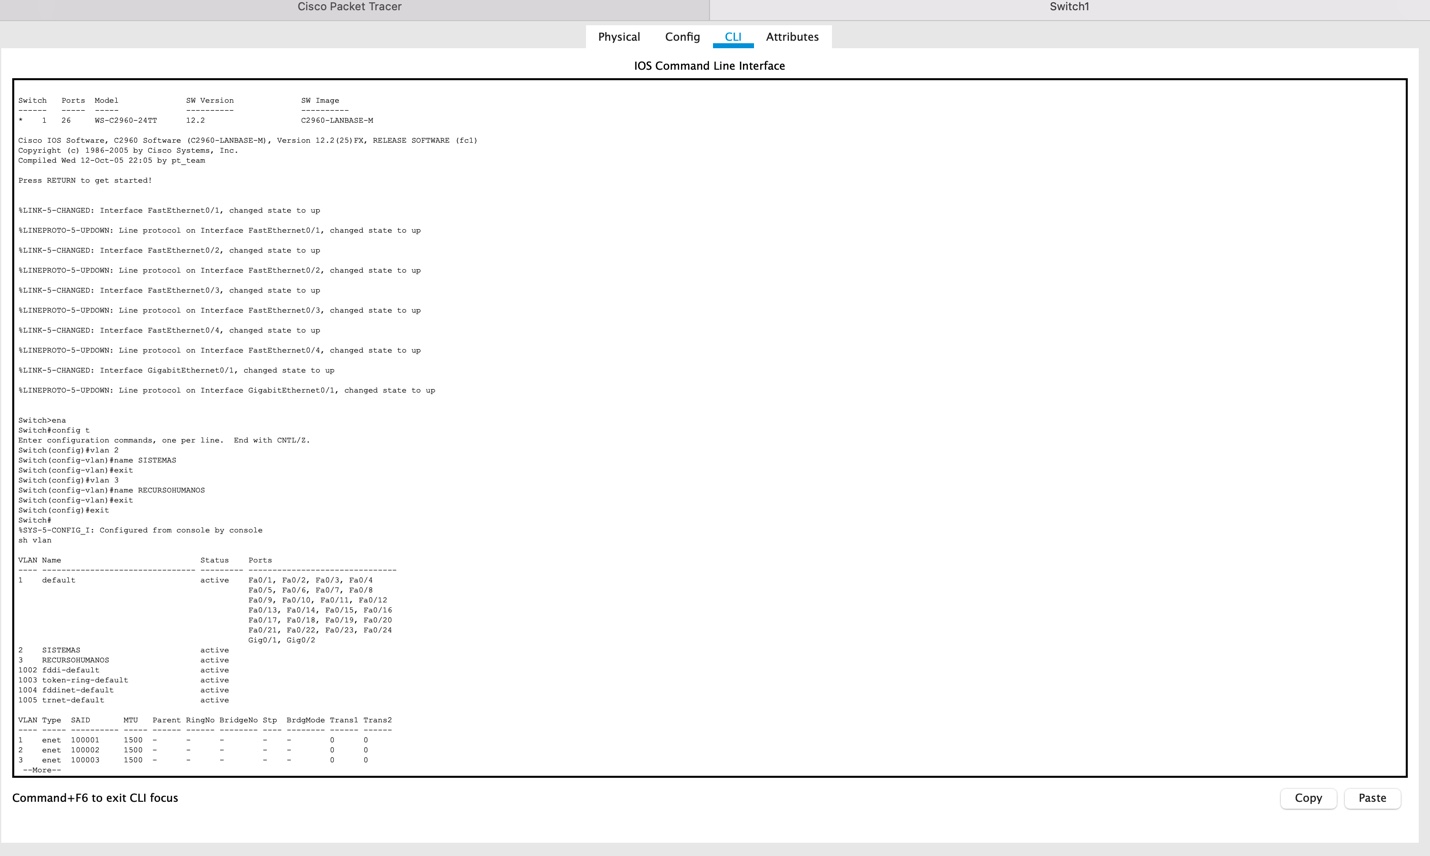 Cisco Packet Tracer
Switch1
Physical Config CLI Attributes
IOS Command Line Interface
Switch Ports Model SW Version SW Image
------ ----- ----- ---------- ----------
* 1 26 WS-C2960-24TT 12.2 C2960-LANBASE-M
Cisco IOS Software, C2960 Software (C2960-LANBASE-M), Version 12.2(25)FX, RELEASE SOFTWARE (fc1)
Copyright (c) 1986-2005 by Cisco Systems, Inc.
Compiled Wed 12-Oct-05 22:05 by pt_team
Press RETURN to get started!
%LINK-5-CHANGED: Interface FastEthernet0/1, changed state to up
%LINEPROTO-5-UPDOWN: Line protocol on Interface FastEthernet0/1, changed state to up
%LINK-5-CHANGED: Interface FastEthernet0/2, changed state to up
%LINEPROTO-5-UPDOWN: Line protocol on Interface FastEthernet0/2, changed state to up
%LINK-5-CHANGED: Interface FastEthernet0/3, changed state to up
%LINEPROTO-5-UPDOWN: Line protocol on Interface FastEthernet0/3, changed state to up
%LINK-5-CHANGED: Interface FastEthernet0/4, changed state to up
%LINEPROTO-5-UPDOWN: Line protocol on Interface FastEthernet0/4, changed state to up
%LINK-5-CHANGED: Interface GigabitEthernet0/1, changed state to up
%LINEPROTO-5-UPDOWN: Line protocol on Interface GigabitEthernet0/1, changed state to up
Switch>ena
Switch#config t
Enter configuration commands, one per line. End with CNTL/Z.
Switch(config)#vlan 2
Switch(config-vlan)#name SISTEMAS
Switch(config-vlan)#exit
Switch(config)#vlan 3
Switch(config-vlan)#name RECURSOHUMANOS
Switch(config-vlan)#exit
Switch(config)#exit
Switch#
%SYS-5-CONFIG_I: Configured from console by console
sh vlan
VLAN Name Status Ports
---- -------------------------------- --------- -------------------------------
1 default active Fa0/1, Fa0/2, Fa0/3, Fa0/4
Fa0/5, Fa0/6, Fa0/7, Fa0/8
Fa0/9, Fa0/10, Fa0/11, Fa0/12
Fa0/13, Fa0/14, Fa0/15, Fa0/16
Fa0/17, Fa0/18, Fa0/19, Fa0/20
Fa0/21, Fa0/22, Fa0/23, Fa0/24
Gig0/1, Gig0/2
2 SISTEMAS active
3 RECURSOHUMANOS active
1002 fddi-default active
1003 token-ring-default active
1004 fddinet-default active
1005 trnet-default active
VLAN Type SAID MTU Parent RingNo BridgeNo Stp BrdgMode Trans1 Trans2
---- ----- ---------- ----- ------ ------ -------- ---- -------- ------ ------
1 enet 100001 1500 - - - - - 0 0
2 enet 100002 1500 - - - - - 0 0
3 enet 100003 1500 - - - - - 0 0
--More--
Command+F6 to exit CLI focus
Copy
Paste